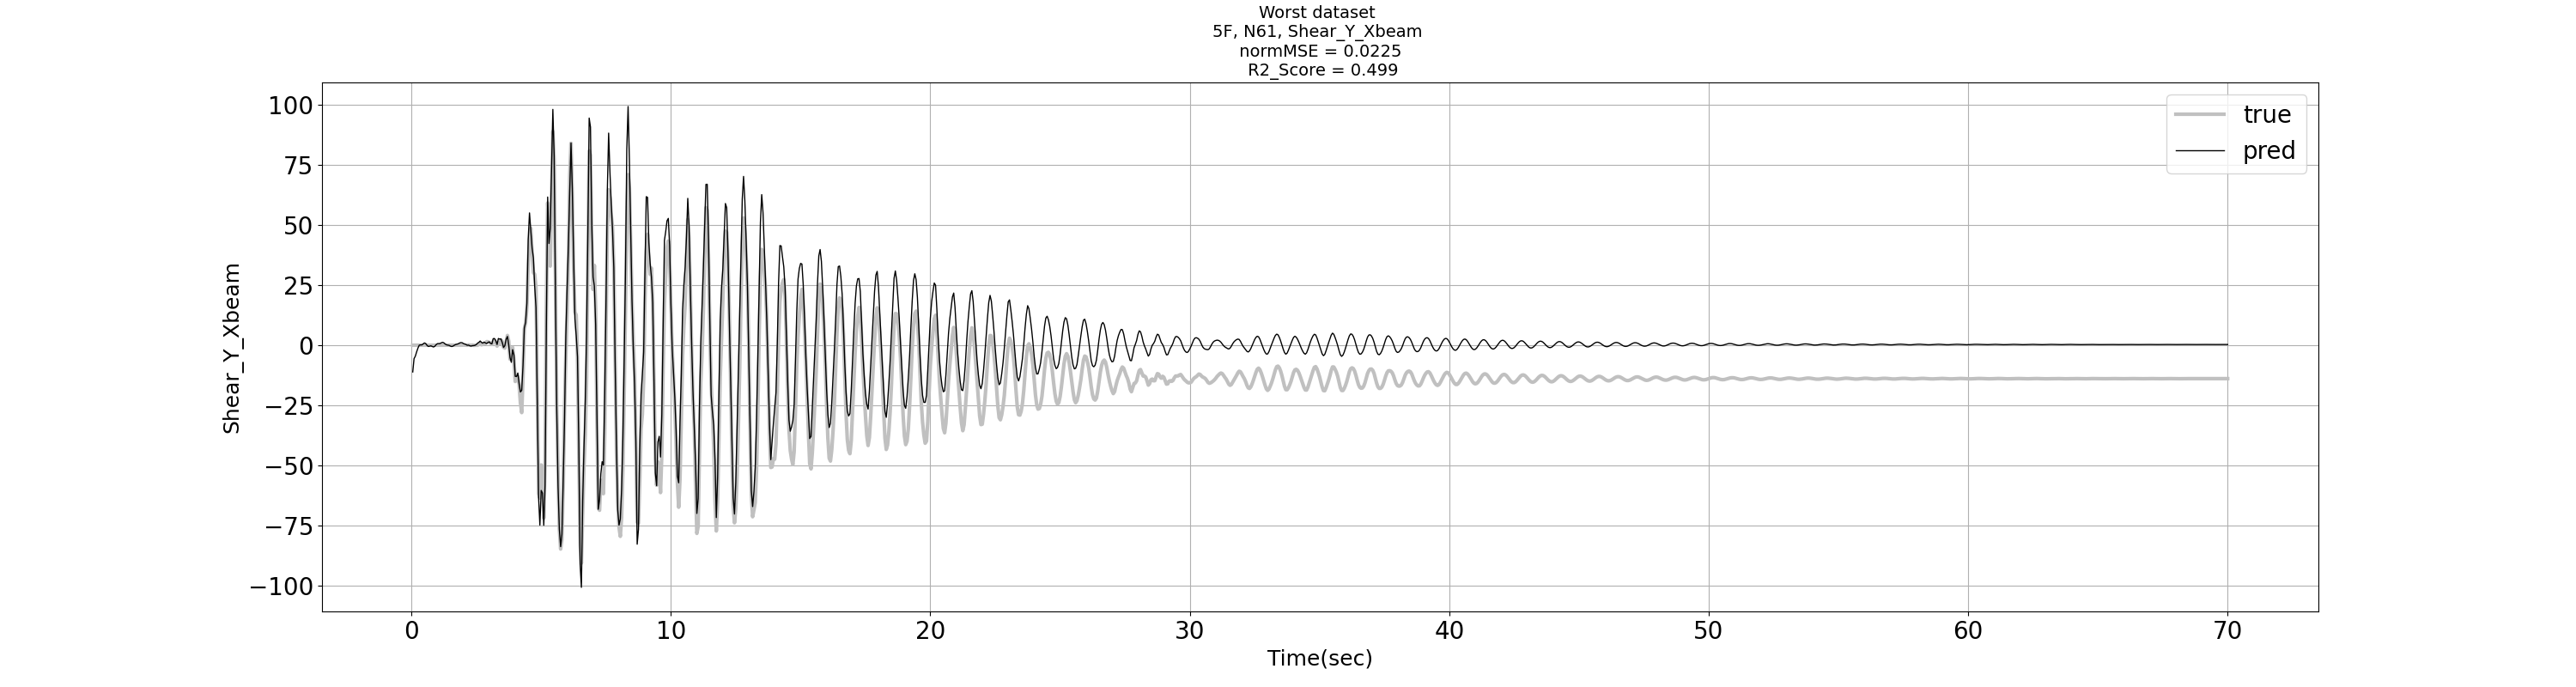 Worst dataset
5F, N61, Shear_Y_Xbeam
normMSE = 0.0225
R2_Score = 0.499
100
75
50
25
0
−25
−50
−75
−100
Shear_Y_Xbeam
true
pred
0 10 20 30 40 50 60 70
Time(sec)